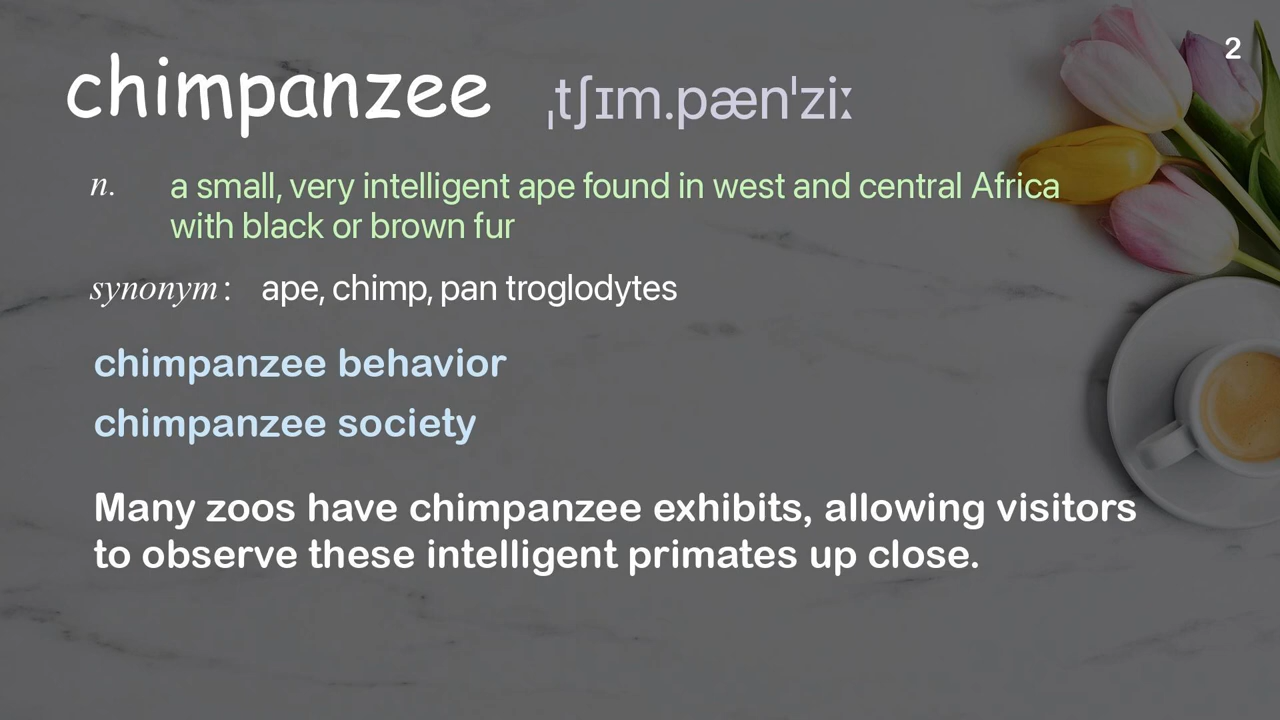 2
chimpanzee ˌtʃɪm.pænˈziː
n. a small, very intelligent ape found in west and central Africa
with black or brown fur
synonym: ape, chimp, pan troglodytes
chimpanzee behavior
chimpanzee society
Many zoos have chimpanzee exhibits, allowing visitors
to observe these intelligent primates up close.